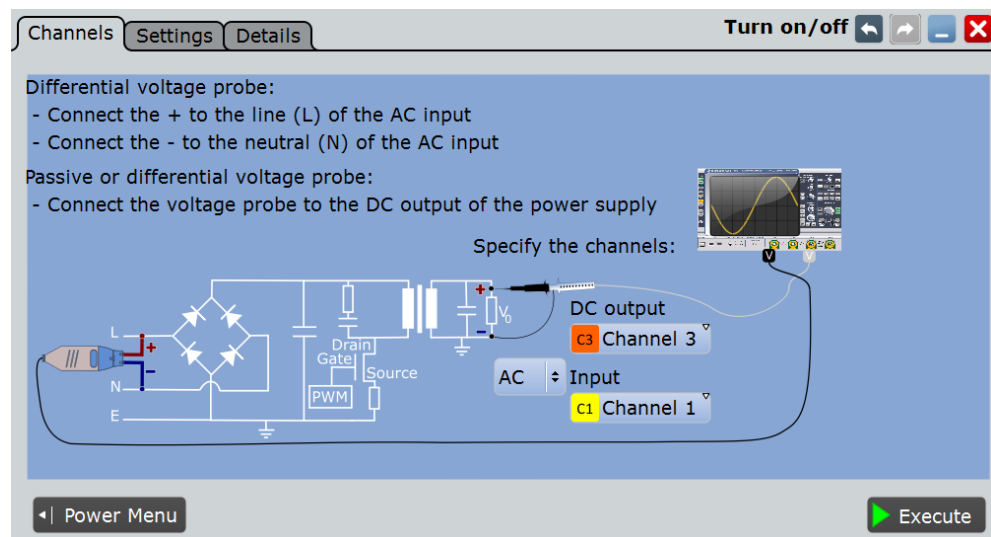 Channels Settings Details Turn on/off
Differential voltage probe:
- Connect the + to the line (L) of the AC input
- Connect the - to the neutral (N) of the AC input
Passive or differential voltage probe:
- Connect the voltage probe to the DC output of the power supply
Specify the channels:
V V
+
V0
-
DC output
C3 Channel 3
L
+
-
N
E
Drain
Gate
Source
PWM
AC Input
C1 Channel 1
Power Menu Execute